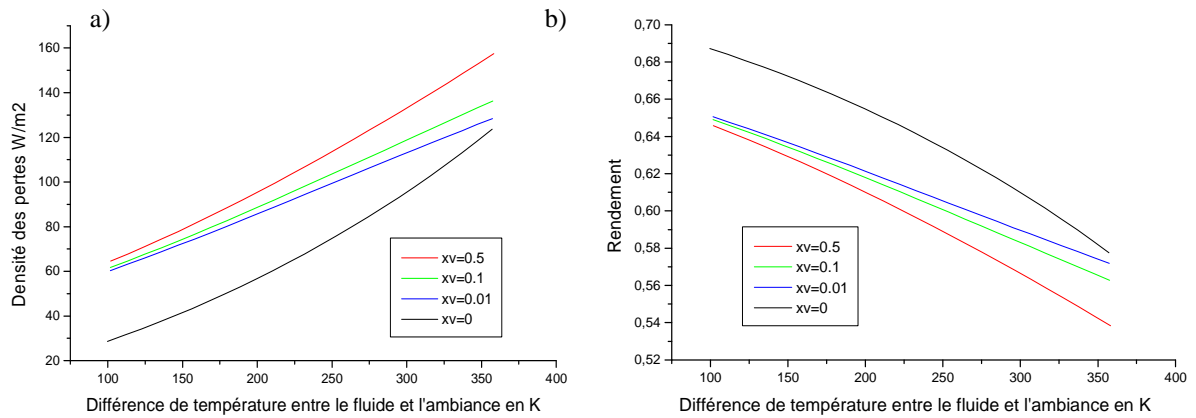 a)
Densité des pertes W/m2
160
140
120
100
80
60
40
20
xv=0.5
xv=0.1
xv=0.01
xv=0
100
150
200
250
300
350
400
Différence de température entre le fluide et l'ambiance en K
b)
Rendement
0,70
0,68
0,66
0,64
0,62
0,60
0,58
0,56
0,54
0,52
xv=0.5
xv=0.1
xv=0.01
xv=0
100
150
200
250
300
350
400
Différence de température entre le fluide et l'ambiance en K